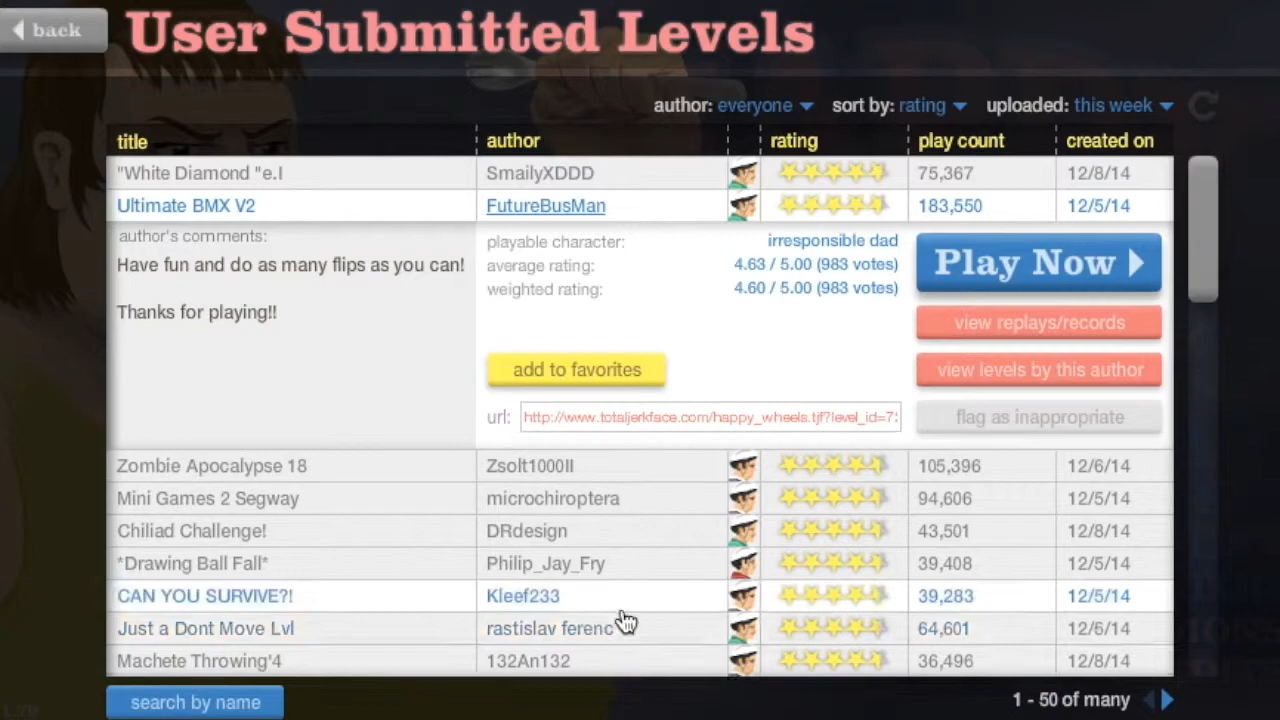 back
User Submitted Levels
author: everyone sort by: rating uploaded: this week
title author rating play count created on
"White Diamond "e.l SmailyXDDD 75,367 12/8/14
Ultimate BMX V2 FutureBusMan 183,550 12/5/14
author's comments:
Have fun and do as many flips as you can!
Thanks for playing!!
playable character: irresponsible dad
average rating: 4.63 / 5.00 (983 votes)
weighted rating: 4.60 / 5.00 (983 votes)
add to favorites
url: http://www.totaljerkface.com/happy_wheels.tjf?level_id=7
Play Now
view replays/records
view levels by this author
flag as inappropriate
Zombie Apocalypse 18 Zsolt1000II 105,396 12/6/14
Mini Games 2 Segway microchiroptera 94,606 12/5/14
Chiliad Challenge! DRdesign 43,501 12/8/14
*Drawing Ball Fall* Philip_Jay_Fry 39,408 12/5/14
CAN YOU SURVIVE?! Kleef233 39,283 12/5/14
Just a Dont Move Lvl rastislav ferenc 64,601 12/6/14
Machete Throwing'4 132An132 36,496 12/8/14
search by name
1 - 50 of many